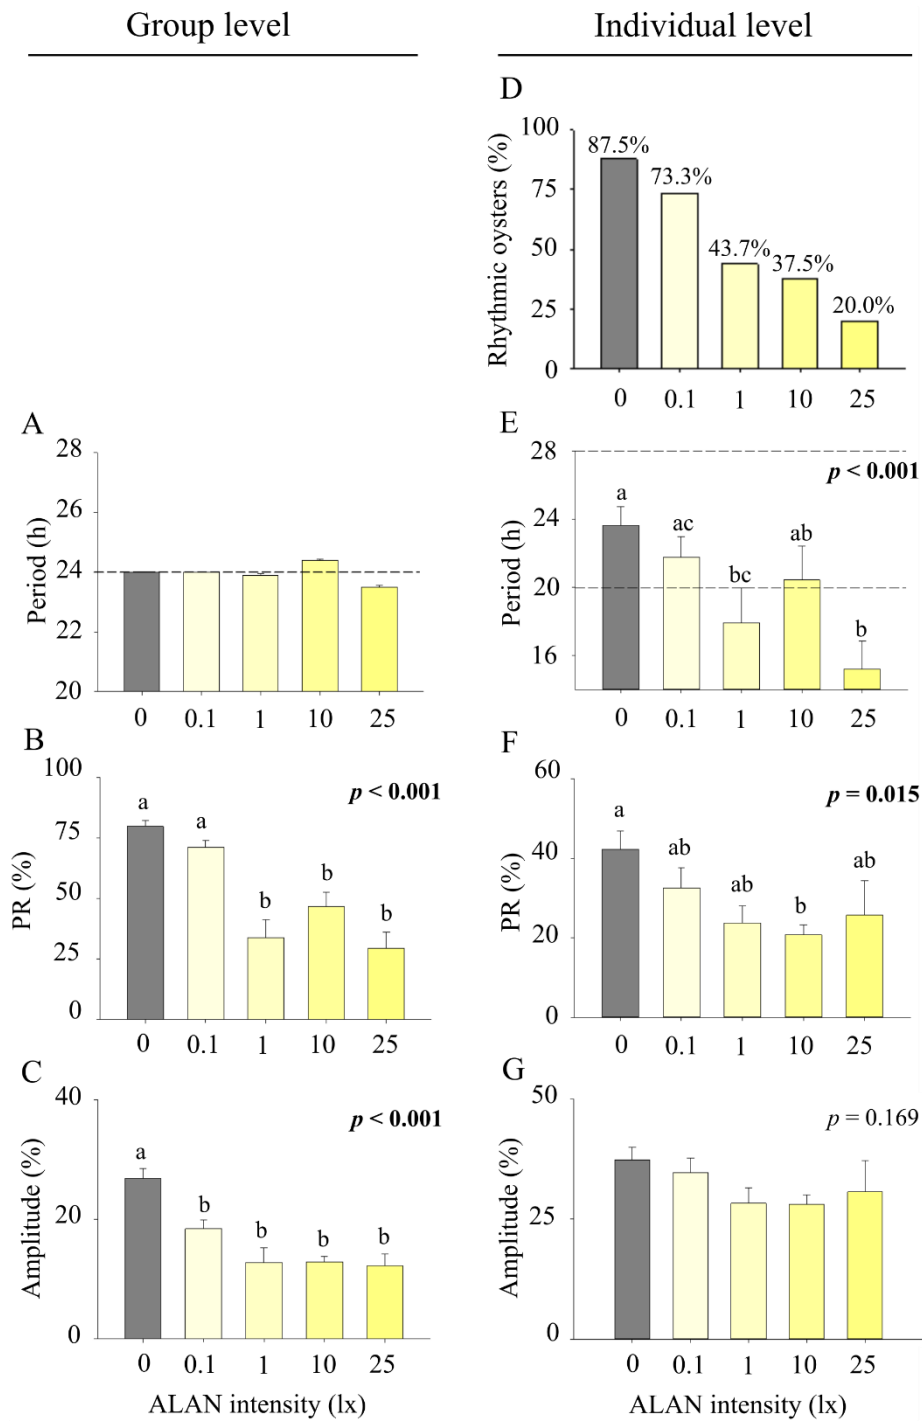 Group level
Individual level
D
Rhythmic oysters (%)
100
75
50
25
0
87.5%
73.3%
43.7%
37.5%
20.0%
0 0.1 1 10 25
A
Period (h)
28
26
24
22
20
0 0.1 1 10 25
E
Period (h)
28
24
20
16
p < 0.001
a
ac
bc
ab
b
0 0.1 1 10 25
B
PR (%)
100
75
50
25
0
p < 0.001
a
a
b
b
b
0 0.1 1 10 25
F
PR (%)
60
40
20
0
p = 0.015
a
ab
ab
b
ab
0 0.1 1 10 25
C
Amplitude (%)
40
20
0
p < 0.001
a
b
b
b
b
0 0.1 1 10 25
ALAN intensity (lx)
G
Amplitude (%)
50
25
0
p = 0.169
0 0.1 1 10 25
ALAN intensity (lx)